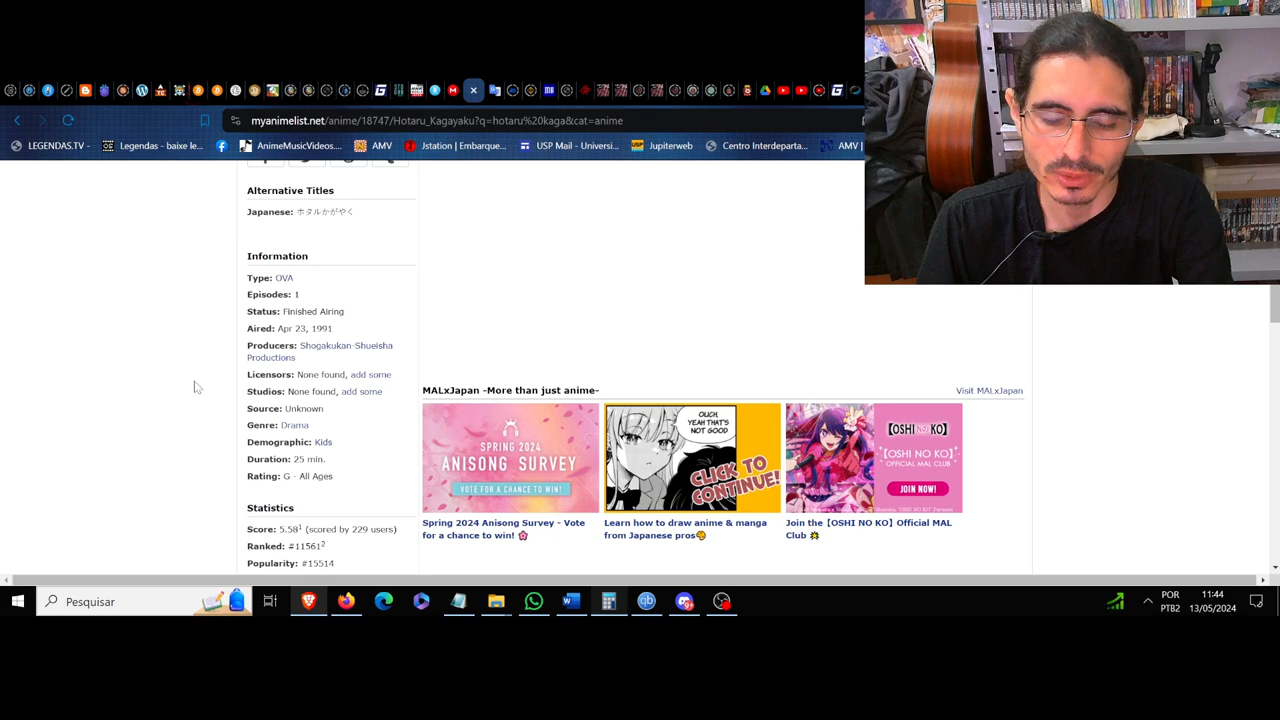 myanimelist.net/anime/18747/Hotaru_Kagayaku?q=hotaru%20kaga&cat=anime
LEGENDAS.TV -
Legendas - baixe le...
AnimeMusicVideos....
AMV
Jstation | Embarque...
USP Mail - Universi...
Jupiterweb
Centro Interdeparta...
AMV |
Alternative Titles
Japanese: ホタルかがやく
Information
Type: OVA
Episodes: 1
Status: Finished Airing
Aired: Apr 23, 1991
Producers: Shogakukan-Shueisha
Productions
Licensors: None found, add some
Studios: None found, add some
Source: Unknown
Genre: Drama
Demographic: Kids
Duration: 25 min.
Rating: G - All Ages
Statistics
Score: 5.58¹ (scored by 229 users)
Ranked: #11561²
Popularity: #15514
MALxJapan -More than just anime-
Visit MALxJapan
SPRING 2024
ANISONG SURVEY
VOTE FOR A CHANCE TO WIN!
Spring 2024 Anisong Survey - Vote
for a chance to win!
OUCH,
YEAH THAT'S
NOT GOOD
CLICK TO
CONTINUE!
Learn how to draw anime & manga
from Japanese pros
【OSHI NO KO】
【OSHI NO KO】
OFFICIAL MAL CLUB
JOIN NOW!
Join the【OSHI NO KO】Official MAL
Club
Pesquisar
POR
PTB2
11:44
13/05/2024